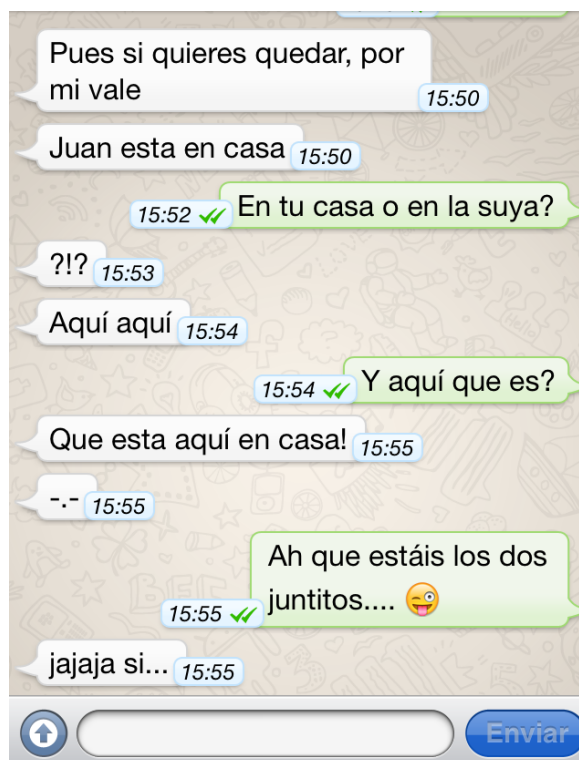 Pues si quieres quedar, por
mi vale
15:50
Juan esta en casa 15:50
15:52 En tu casa o en la suya?
?!? 15:53
Aquí aquí 15:54
15:54 Y aquí que es?
Que esta aquí en casa! 15:55
-.- 15:55
Ah que estáis los dos
juntitos.... 😜
15:55
jajaja si... 15:55
Enviar